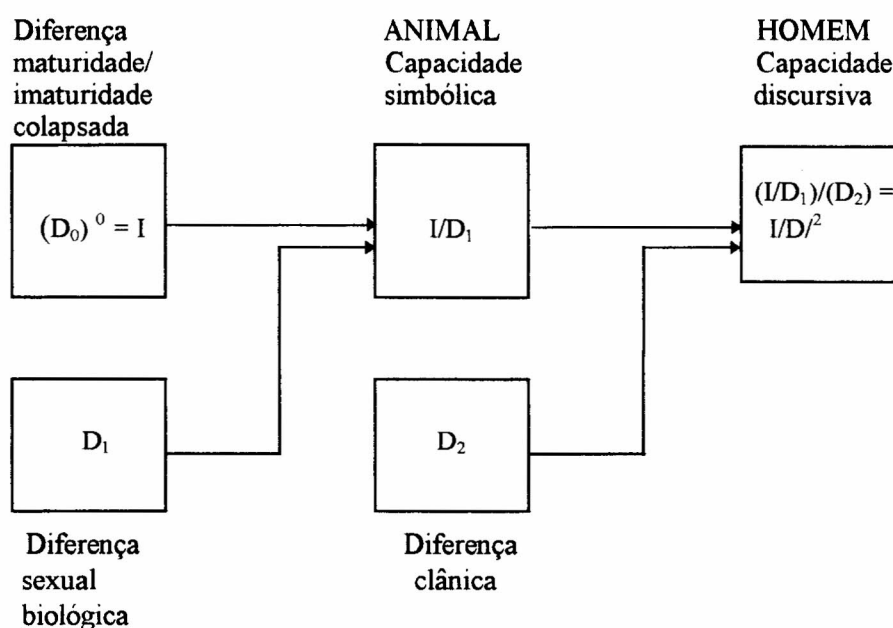 Diferença
maturidade/
imaturidade
colapsada
ANIMAL
Capacidade
simbólica
HOMEM
Capacidade
discursiva
(D₀)⁰ = I
I/D₁
(I/D₁)/(D₂) =
I/D/²
D₁
D₂
Diferença
sexual
biológica
Diferença
clânica